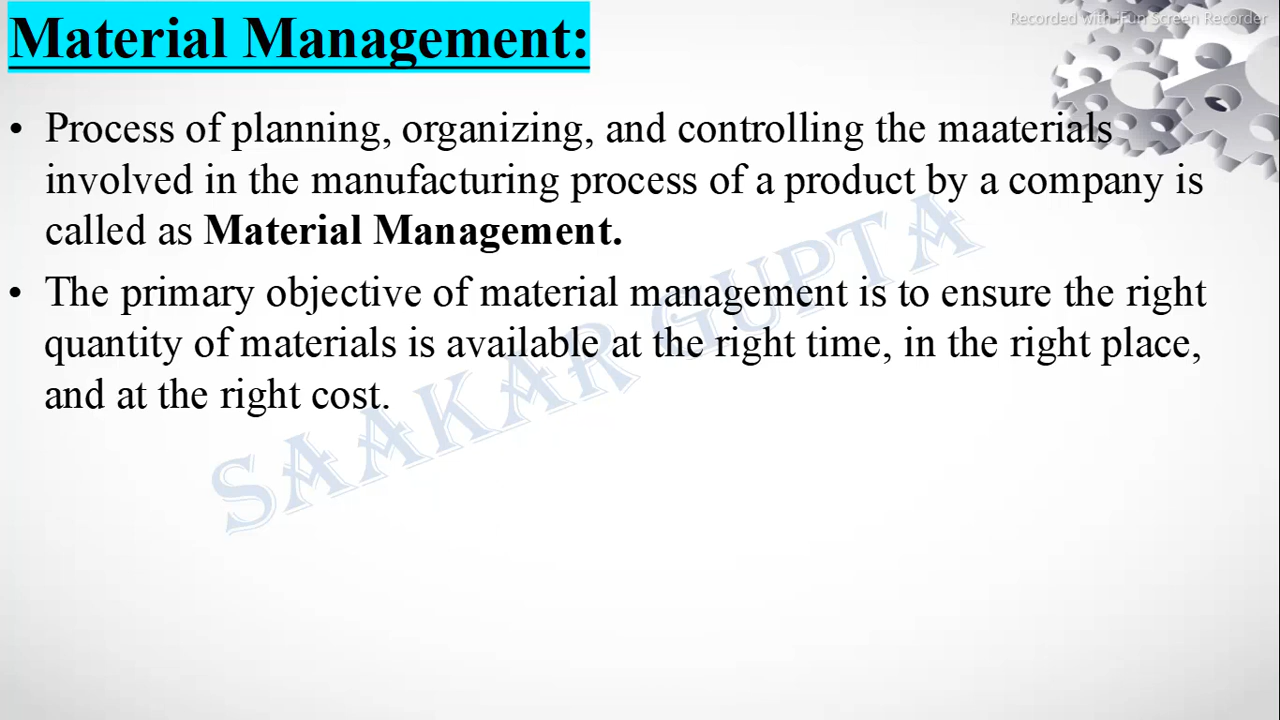 Material Management:
Recorded with iFun Screen Recorder
• Process of planning, organizing, and controlling the maaterials
involved in the manufacturing process of a product by a company is
called as Material Management.
• The primary objective of material management is to ensure the right
quantity of materials is available at the right time, in the right place,
and at the right cost.
SAAKAR GUPTA